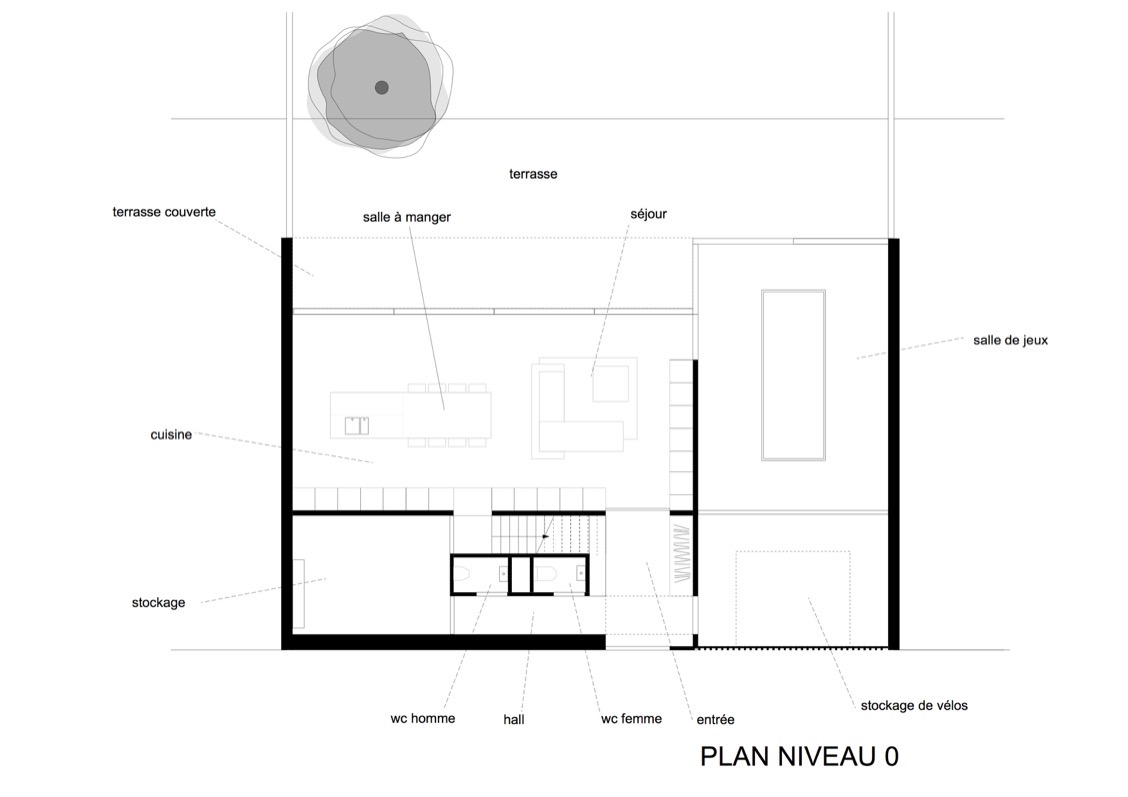 terrasse
terrasse couverte
salle à manger
séjour
salle de jeux
cuisine
stockage
wc homme
hall
wc femme
entrée
stockage de vélos
PLAN NIVEAU 0